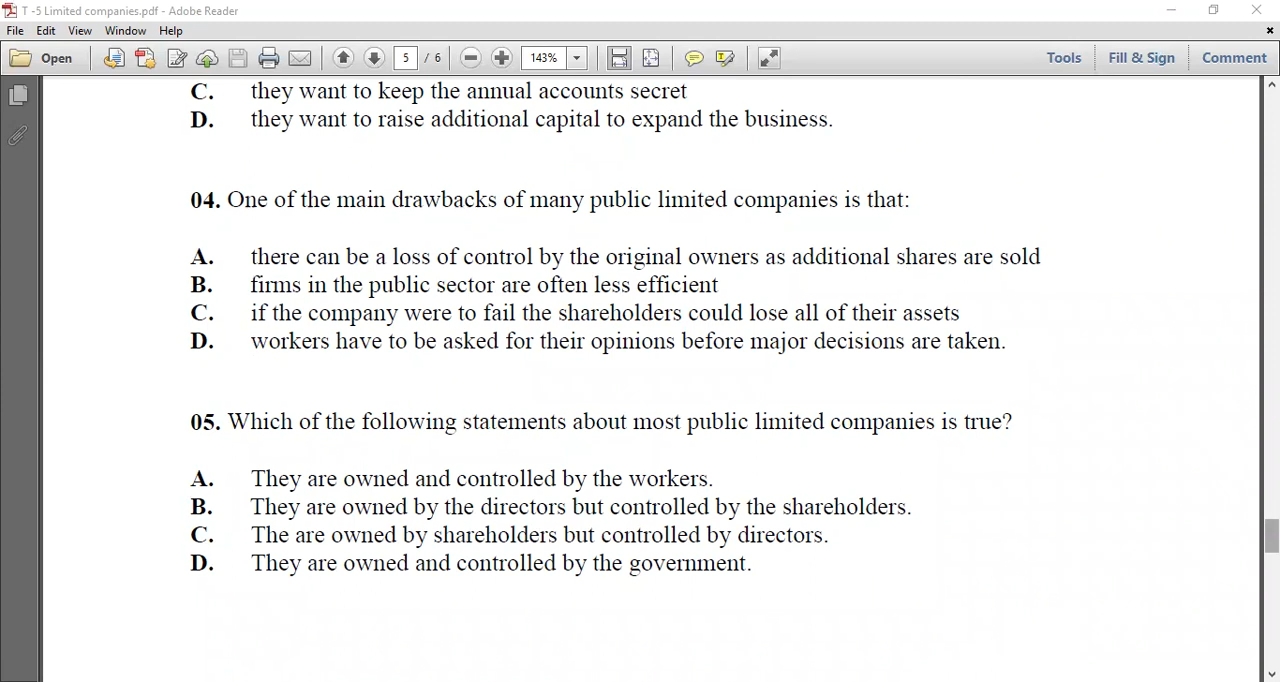 T -5 Limited companies.pdf - Adobe Reader
File Edit View Window Help
Open 5 / 6 143% Tools Fill & Sign Comment
C. they want to keep the annual accounts secret
D. they want to raise additional capital to expand the business.
04. One of the main drawbacks of many public limited companies is that:
A. there can be a loss of control by the original owners as additional shares are sold
B. firms in the public sector are often less efficient
C. if the company were to fail the shareholders could lose all of their assets
D. workers have to be asked for their opinions before major decisions are taken.
05. Which of the following statements about most public limited companies is true?
A. They are owned and controlled by the workers.
B. They are owned by the directors but controlled by the shareholders.
C. The are owned by shareholders but controlled by directors.
D. They are owned and controlled by the government.